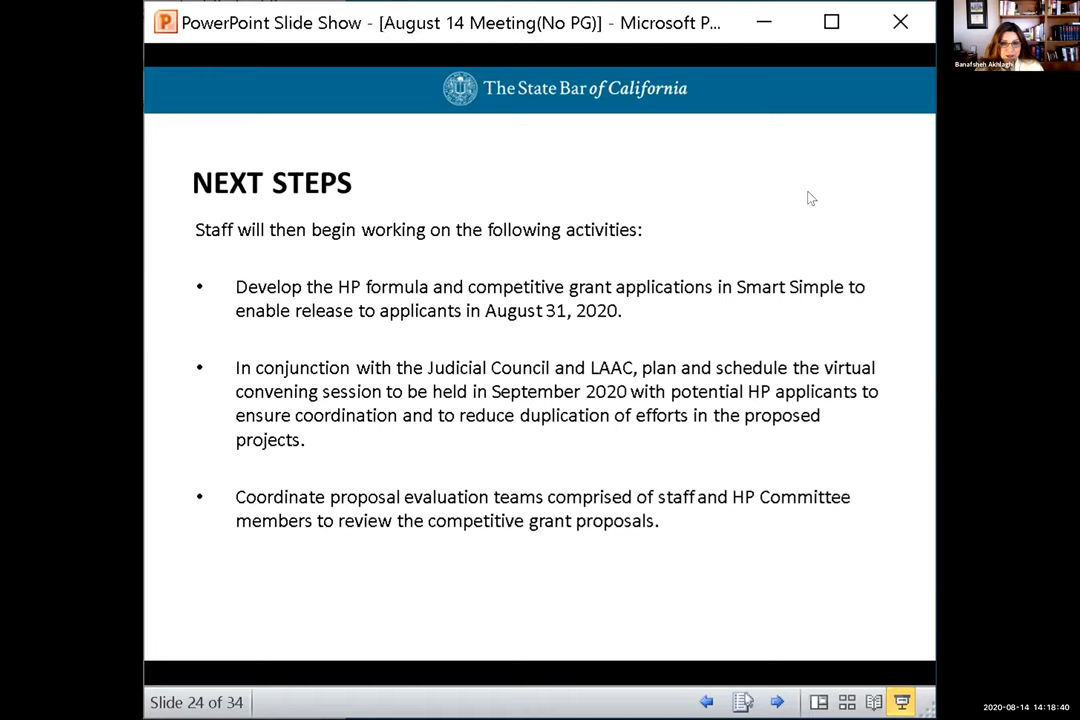 PowerPoint Slide Show - [August 14 Meeting(No PG)] - Microsoft P...
Banafsheh Akhlaghi
The State Bar of California
NEXT STEPS
Staff will then begin working on the following activities:
• Develop the HP formula and competitive grant applications in Smart Simple to
enable release to applicants in August 31, 2020.
• In conjunction with the Judicial Council and LAAC, plan and schedule the virtual
convening session to be held in September 2020 with potential HP applicants to
ensure coordination and to reduce duplication of efforts in the proposed
projects.
• Coordinate proposal evaluation teams comprised of staff and HP Committee
members to review the competitive grant proposals.
Slide 24 of 34
2020-08-14 14:18:40